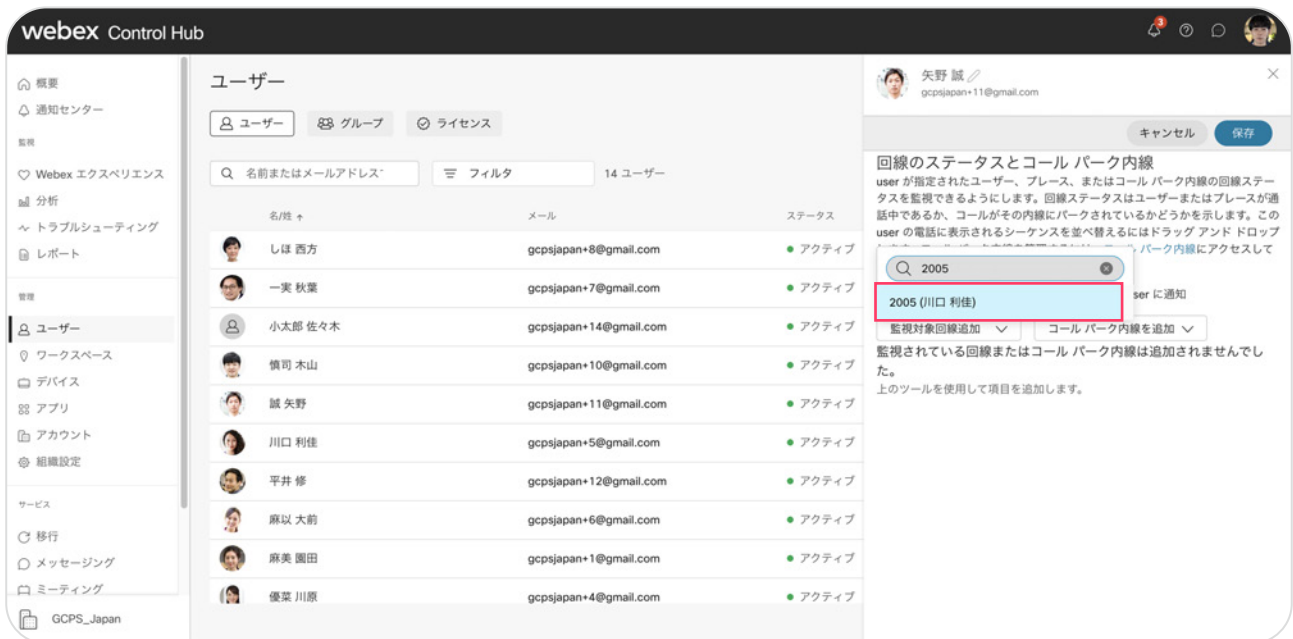 webex Control Hub
3
概要
通知センター
監視
Webex エクスペリエンス
分析
トラブルシューティング
レポート
管理
ユーザー
ワークスペース
デバイス
アプリ
アカウント
組織設定
サービス
移行
メッセージング
ミーティング
GCPS_Japan
ユーザー
ユーザー グループ ライセンス
名前またはメールアドレス フィルタ 14 ユーザー
名/姓 ↑ メール ステータス
しほ 西方 gcpsjapan+8@gmail.com アクティブ
一実 秋葉 gcpsjapan+7@gmail.com アクティブ
小太郎 佐々木 gcpsjapan+14@gmail.com アクティブ
慎司 木山 gcpsjapan+10@gmail.com アクティブ
誠 矢野 gcpsjapan+11@gmail.com アクティブ
川口 利佳 gcpsjapan+5@gmail.com アクティブ
平井 修 gcpsjapan+12@gmail.com アクティブ
麻以 大前 gcpsjapan+6@gmail.com アクティブ
麻美 園田 gcpsjapan+1@gmail.com アクティブ
優菜 川原 gcpsjapan+4@gmail.com アクティブ
矢野 誠
gcpsjapan+11@gmail.com
キャンセル 保存
回線のステータスとコール パーク内線
user が指定されたユーザー、プレース、またはコール パーク内線の回線ステー
タスを監視できるようにします。回線ステータスはユーザーまたはプレースが通
話中であるか、コールがその内線にパークされているかどうかを示します。この
user の電話に表示されるシーケンスを並べ替えるにはドラッグ アンド ドロップ
パーク内線にアクセスして
2005
2005 (川口 利佳)
に通知
監視対象回線追加 コール パーク内線を追加
監視されている回線またはコール パーク内線は追加されませんでし
た。
上のツールを使用して項目を追加します。